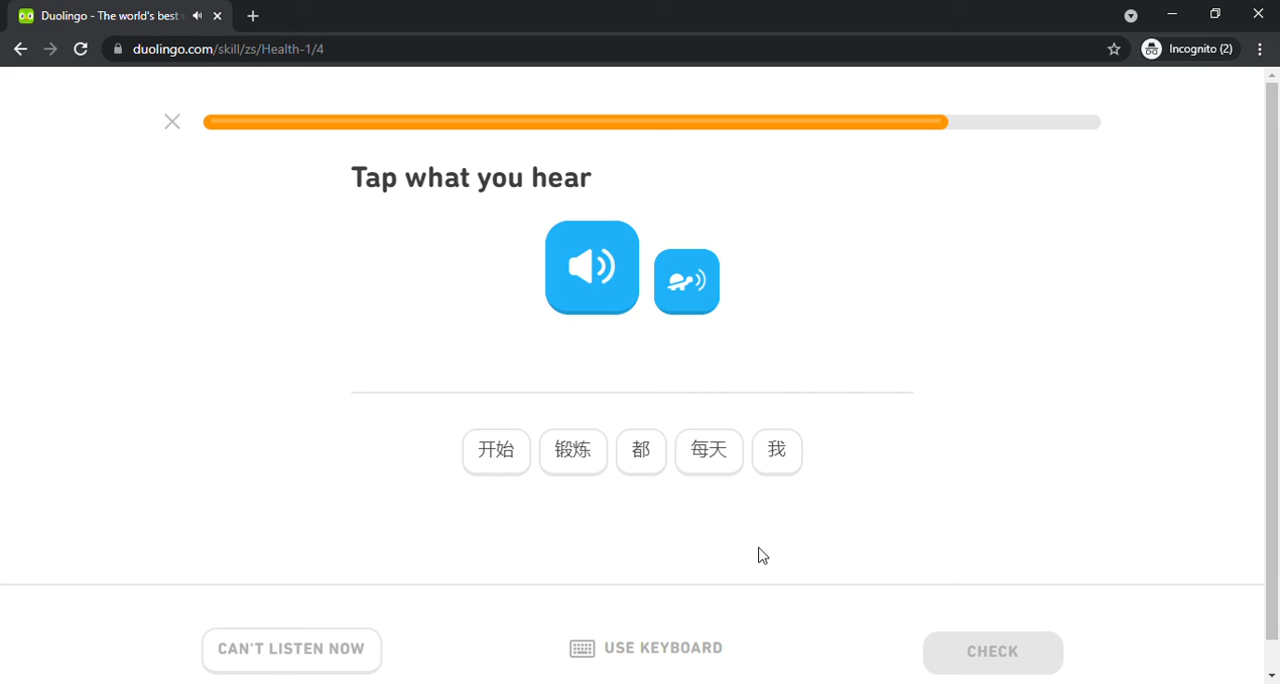 Duolingo - The world's best
duolingo.com/skill/zs/Health-1/4
Incognito (2)
Tap what you hear
开始 锻炼 都 每天 我
CAN'T LISTEN NOW
USE KEYBOARD
CHECK